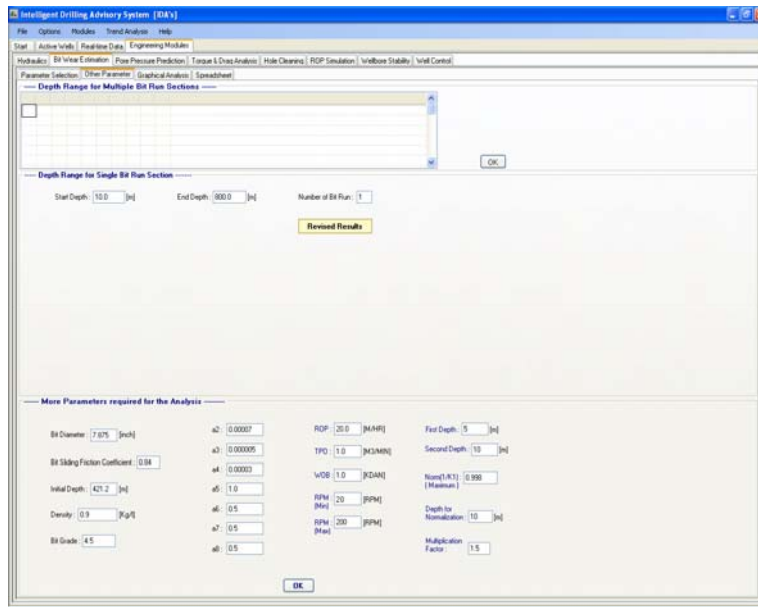 Intelligent Drilling Advisory System [IDA's]
File Options Modules Trend Analysis Help
Start Active Wells Real-time Data Engineering Modules
Hydraulics Bit Wear Estimation Pore Pressure Prediction Torque & Drag Analysis Hole Cleaning ROP Simulation Wellbore Stability Well Control
Parameter Selection Other Parameter Graphical Analysis Spreadsheet
Depth Range for Multiple Bit Run Sections
OK
Depth Range for Single Bit Run Section
Start Depth: 10.0 [m] End Depth: 800.0 [m] Number of Bit Run: 1
Revised Results
More Parameters required for the Analysis
Bit Diameter: 7.875 [inch]
Bit Sliding Friction Coefficient: 0.84
Initial Depth: 421.2 [m]
Density: 0.9 [Kg/l]
Bit Grade: 4.5
a2: 0.00007
a3: 0.000005
a4: 0.00003
a5: 1.0
a6: 0.5
a7: 0.5
a8: 0.5
ROP: 20.0 [M/HR]
TFO: 1.0 [M3/MIN]
WOB: 1.0 [KDAN]
RPM (Min) 20 [RPM]
RPM (Max) 200 [RPM]
First Depth: 5 [m]
Second Depth: 10 [m]
Norm(1/K1) (Maximum) 0.998
Depth for Normalization: 10 [m]
Multiplication Factor: 1.5
OK